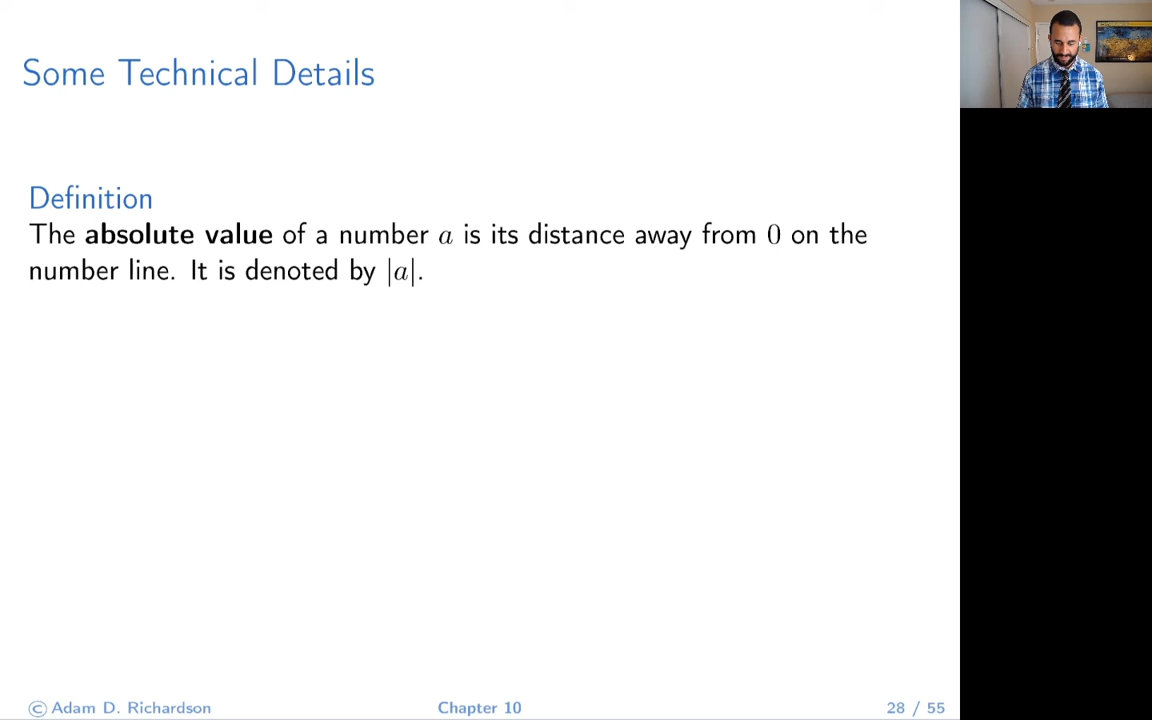 Some Technical Details
Definition
The absolute value of a number a is its distance away from 0 on the
number line. It is denoted by |a|.
© Adam D. Richardson Chapter 10 28 / 55